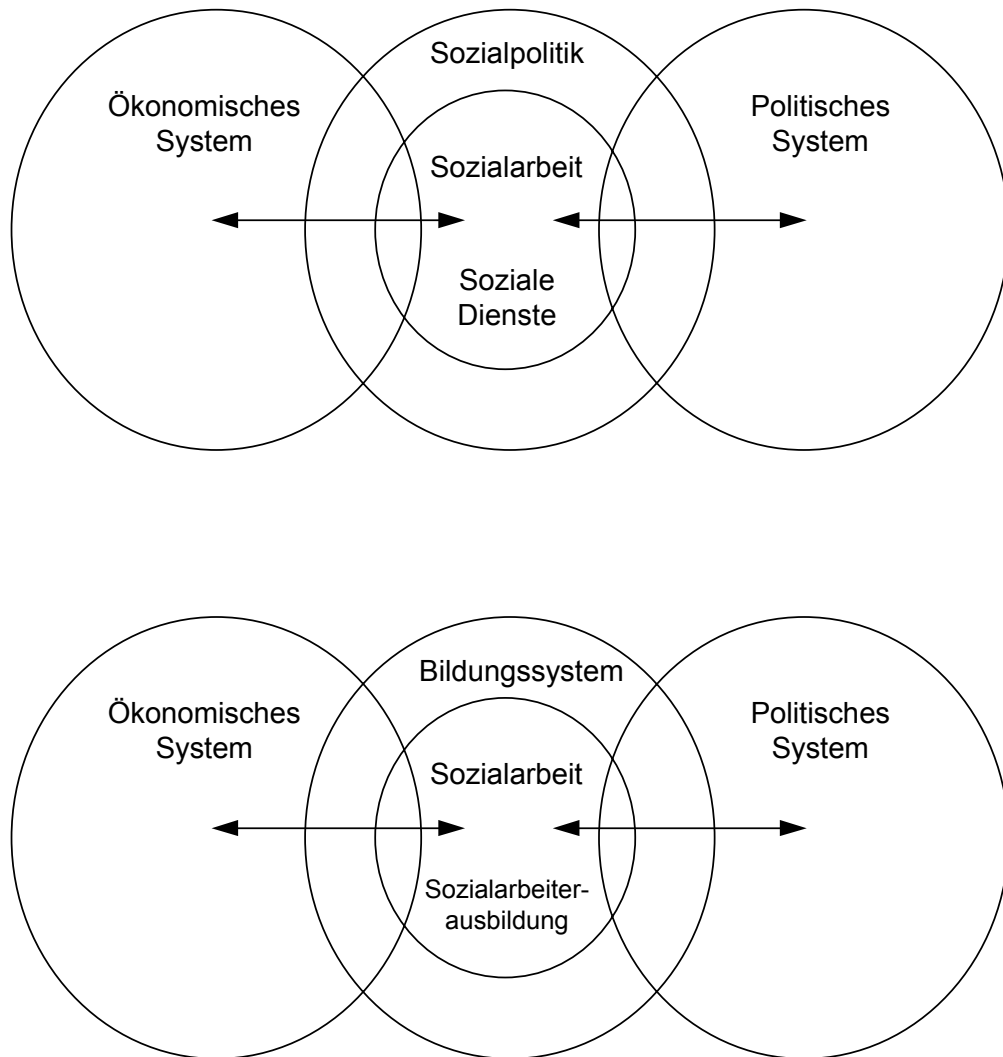 Sozialpolitik
Ökonomisches
System
Politisches
System
Sozialarbeit
Soziale
Dienste
Bildungssystem
Ökonomisches
System
Politisches
System
Sozialarbeit
Sozialarbeiter-
ausbildung